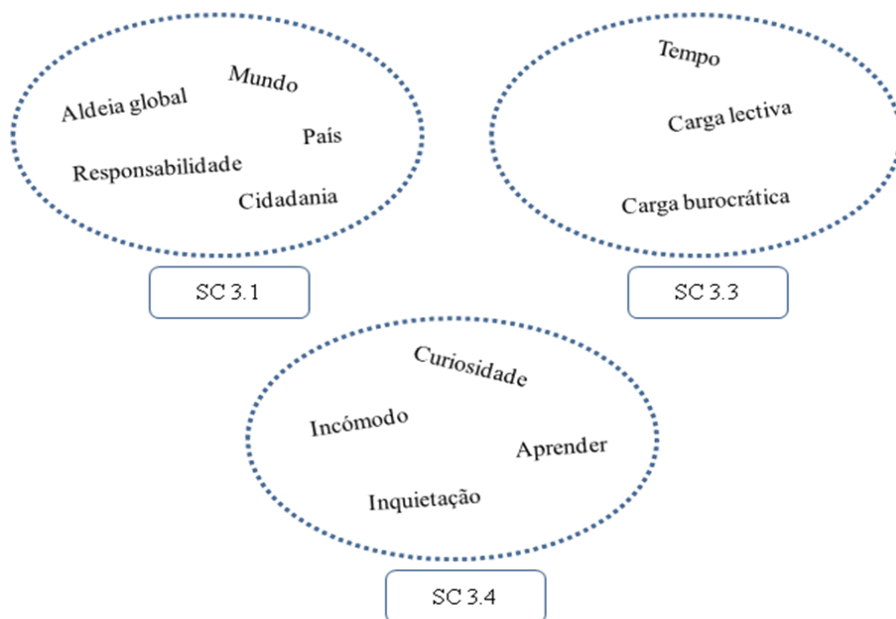 Mundo
Aldeia global
País
Responsabilidade
Cidadania
SC 3.1
Tempo
Carga lectiva
Carga burocrática
SC 3.3
Curiosidade
Incómodo
Aprender
Inquietação
SC 3.4